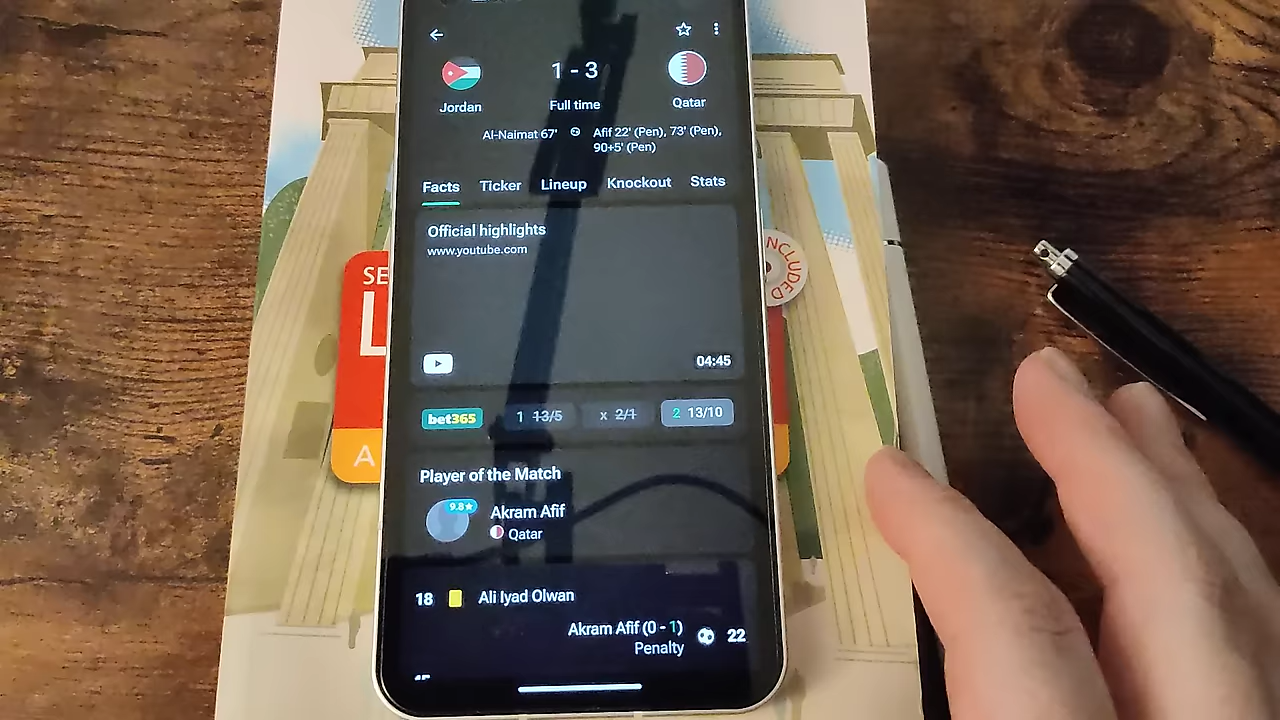 1 - 3
Jordan Full time Qatar
Al-Naimat 67' Afif 22' (Pen), 73' (Pen),
90+5' (Pen)
Facts Ticker Lineup Knockout Stats
Official highlights
www.youtube.com
04:45
bet365 1 13/5 x 2/1 2 13/10
Player of the Match
9.8
Akram Afif
Qatar
18 Ali Iyad Olwan
Akram Afif (0 - 1) 22
Penalty
SE
L
A
INCLUDED